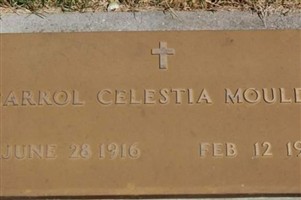 ARROL CELESTIA MOUL
JUNE 28 1916 FEB 12 19